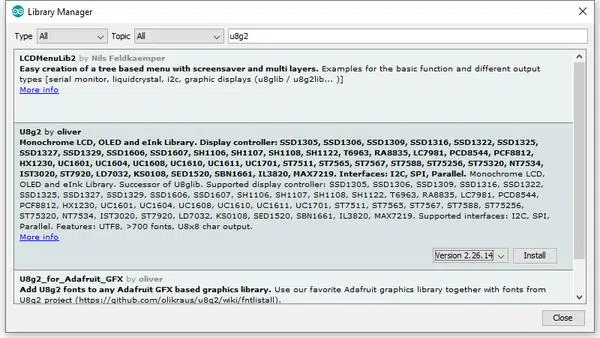 Library Manager
Type All Topic All u8g2
LCDMenuLib2 by Nils Feldkaemper
Easy creation of a tree based menu with screensaver and multi layers. Examples for the basic function and different output
types [serial monitor, liquidcrystal, i2c, graphic displays (u8glib / u8g2lib... )]
More info
U8g2 by oliver
Monochrome LCD, OLED and eInk Library. Display controller: SSD1305, SSD1306, SSD1309, SSD1316, SSD1322, SSD1325,
SSD1327, SSD1329, SSD1606, SSD1607, SH1106, SH1107, SH1108, SH1122, T6963, RA8835, LC7981, PCD8544, PCF8812,
HX1230, UC1601, UC1604, UC1608, UC1610, UC1611, UC1701, ST7511, ST7565, ST7567, ST7588, ST75256, ST75320, NT7534,
IST3020, ST7920, LD7032, KS0108, SED1520, SBN1661, IL3820, MAX7219. Interfaces: I2C, SPI, Parallel. Monochrome LCD,
OLED and eInk Library. Successor of U8glib. Supported display controller: SSD1305, SSD1306, SSD1309, SSD1316, SSD1322,
SSD1325, SSD1327, SSD1329, SSD1606, SSD1607, SH1106, SH1107, SH1108, SH1122, T6963, RA8835, LC7981, PCD8544,
PCF8812, HX1230, UC1601, UC1604, UC1608, UC1610, UC1611, UC1701, ST7511, ST7565, ST7567, ST7588, ST75256,
ST75320, NT7534, IST3020, ST7920, LD7032, KS0108, SED1520, SBN1661, IL3820, MAX7219. Supported interfaces: I2C, SPI,
Parallel. Features: UTF8, >700 fonts, U8x8 char output.
More info
Version 2.26.14 Install
U8g2_for_Adafruit_GFX by oliver
Add U8g2 fonts to any Adafruit GFX based graphics library. Use our favorite Adafruit graphics library together with fonts from
U8g2 project (https://github.com/olikraus/u8g2/wiki/fntlistall).
Close